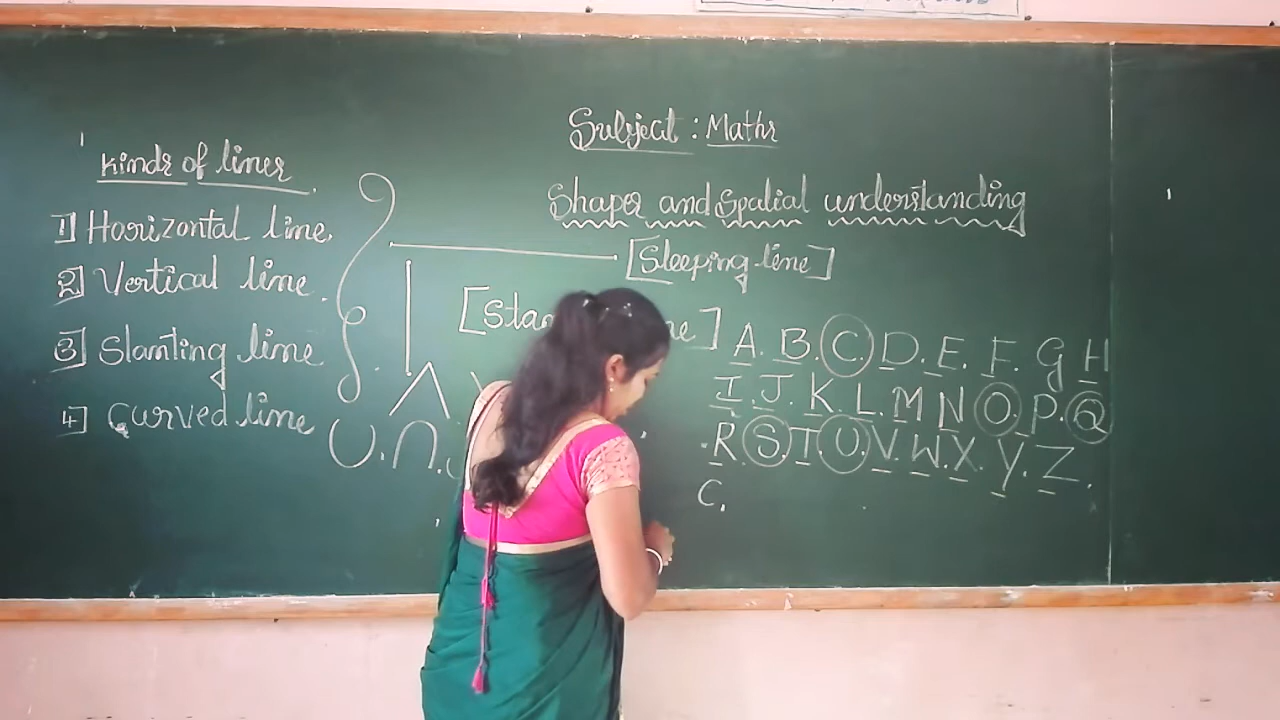 Subject : Maths
Shapes and Spatial understanding
Kinds of lines
1] Horizontal line.
2] Vertical line.
3] Slanting line
4] Curved line
[Sleeping line]
A. B. C. D. E. F. G H
I. J. K. L. M N O. P. Q
R. S. T. U. V. W. X. Y. Z.
C.